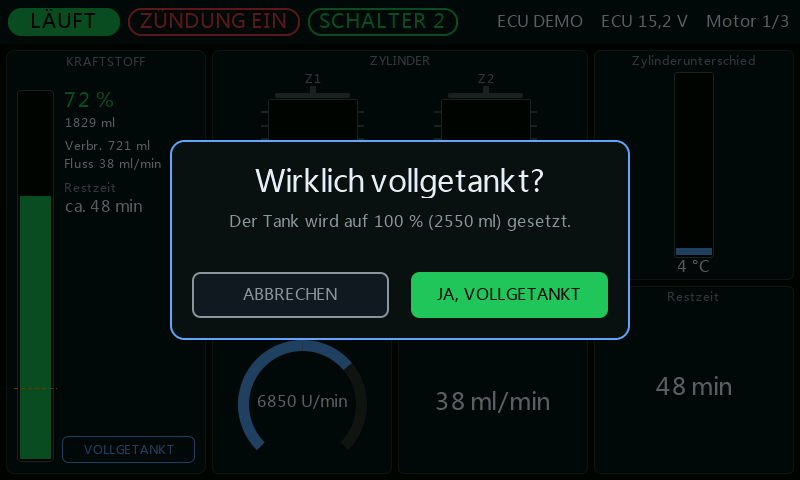 LÄUFT
ZÜNDUNG EIN
SCHALTER 2
ECU DEMO
ECU 15,2 V
Motor 1/3
KRAFTSTOFF
72 %
1829 ml
Verbr. 721 ml
Fluss 38 ml/min
Restzeit
ca. 48 min
VOLLGETANKT
ZYLINDER
Z1
Z2
Zylinderunterschied
4 °C
Wirklich vollgetankt?
Der Tank wird auf 100 % (2550 ml) gesetzt.
ABBRECHEN
JA, VOLLGETANKT
6850 U/min
38 ml/min
Restzeit
48 min